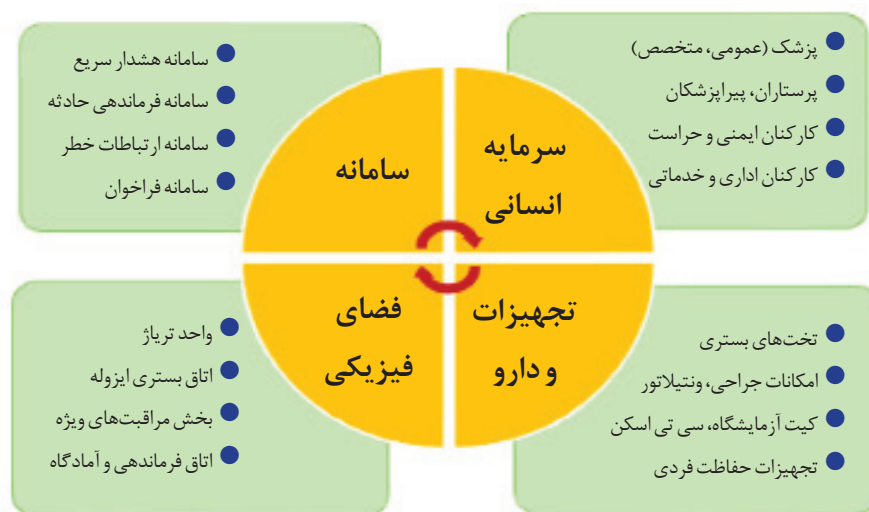 پزشک (عمومی، متخصص)
پرستاران، پیراپزشکان
کارکنان ایمنی و حراست
کارکنان اداری و خدماتی
سرمایه
انسانی
سامانه هشدار سریع
سامانه فرماندهی حادثه
سامانه ارتباطات خطر
سامانه فراخوان
سامانه
تجهیزات
و دارو
تخت‌های بستری
امکانات جراحی، ونتیلاتور
کیت آزمایشگاه، سی تی اسکن
تجهیزات حفاظت فردی
فضای
فیزیکی
واحد تریاژ
اتاق بستری ایزوله
بخش مراقبت‌های ویژه
اتاق فرماندهی و آمادگاه